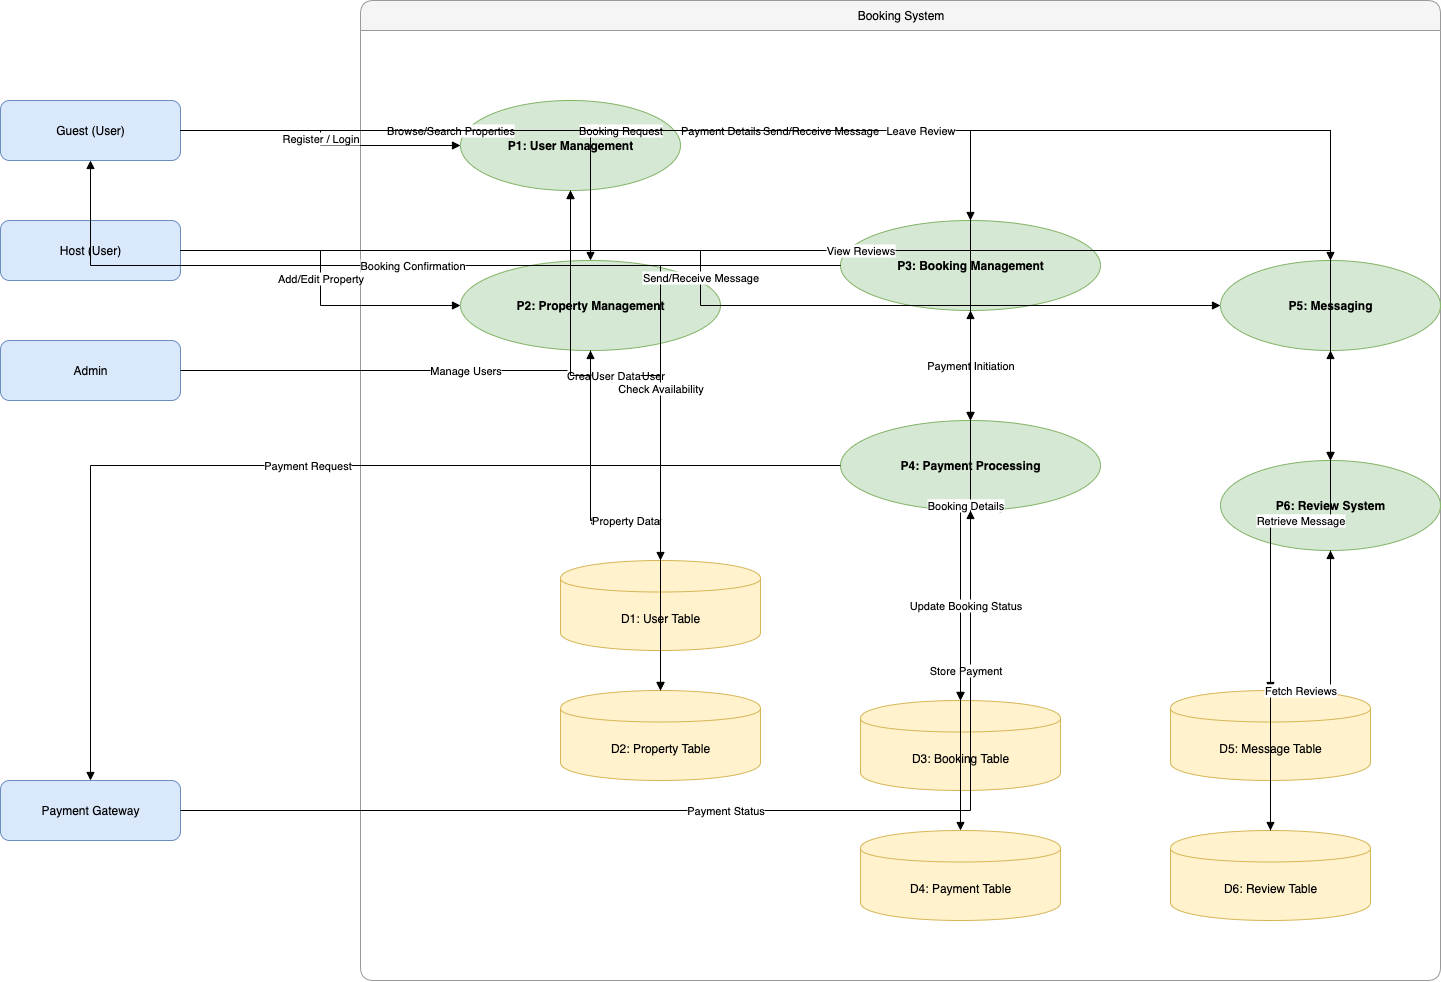 Booking System
Guest (User)
Register / Login
Browse/Search Properties
Booking Request
Payment Details
Send/Receive Message
Leave Review
P1: User Management
Host (User)
View Reviews
Booking Confirmation
Add/Edit Property
Send/Receive Message
P3: Booking Management
P2: Property Management
P5: Messaging
Admin
Manage Users
Crea
User Data
User
Check Availability
Payment Initiation
Payment Request
P4: Payment Processing
Booking Details
P6: Review System
Retrieve Message
Property Data
D1: User Table
Update Booking Status
Store Payment
Fetch Reviews
D2: Property Table
D3: Booking Table
D5: Message Table
Payment Gateway
Payment Status
D4: Payment Table
D6: Review Table